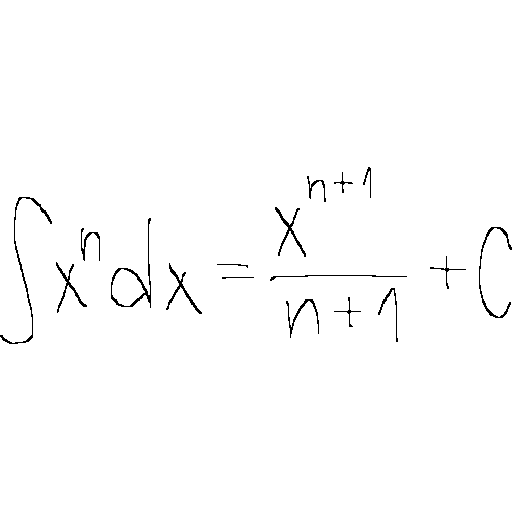 ∫xⁿdx = xⁿ⁺¹/(n+1) + C